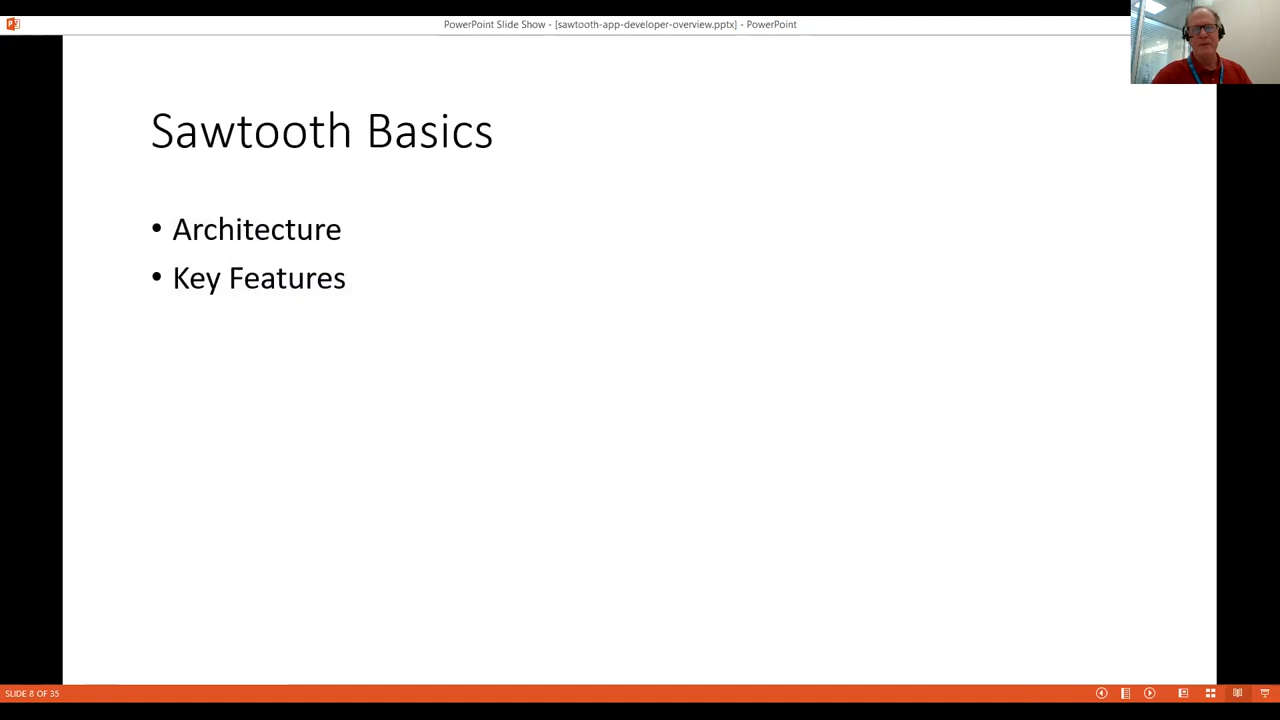 PowerPoint Slide Show - [sawtooth-app-developer-overview.pptx] - PowerPoint
Sawtooth Basics
• Architecture
• Key Features
SLIDE 8 OF 35